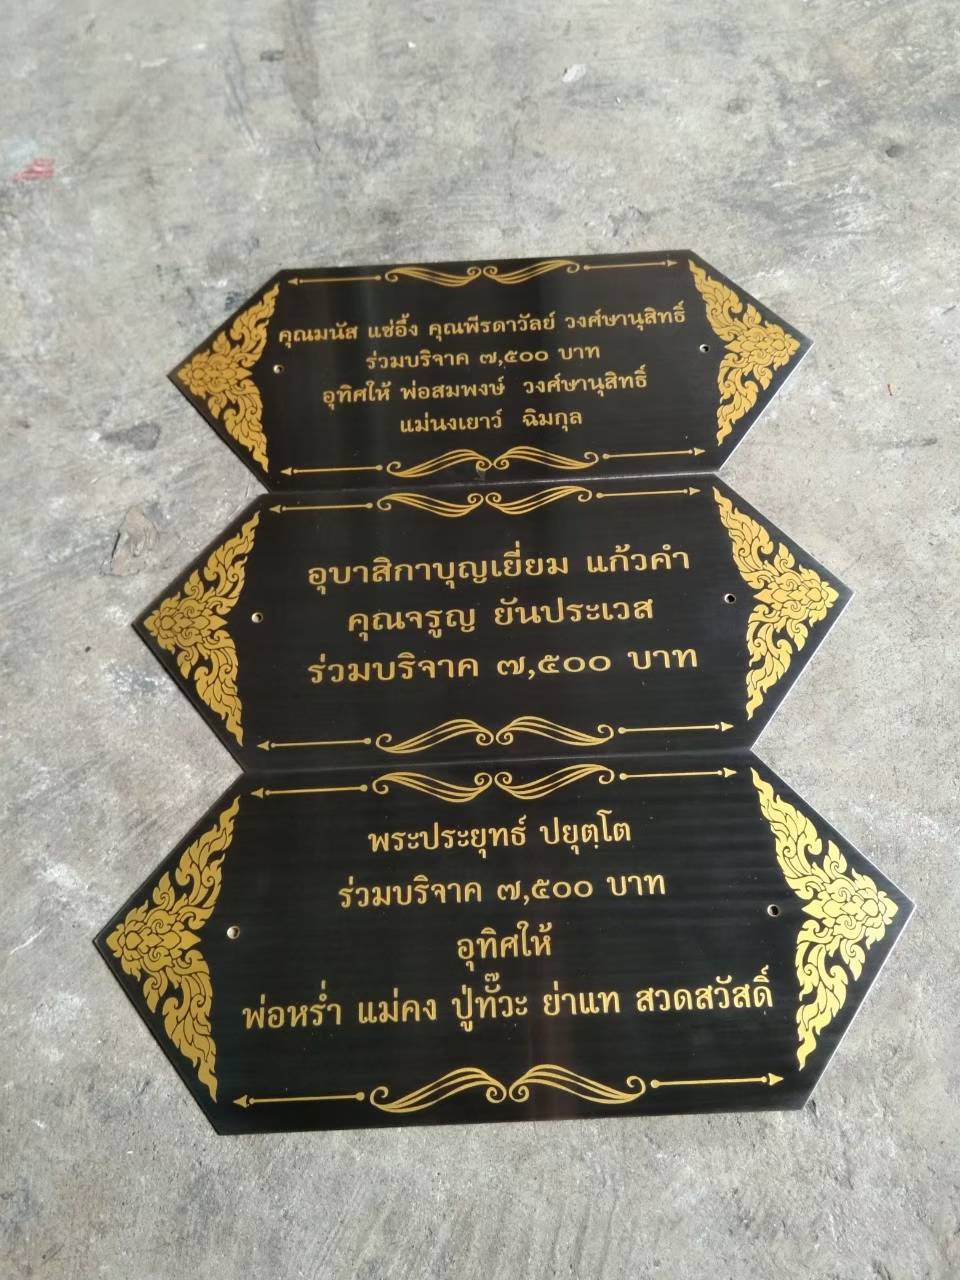 คุณมนัส แซ่อึ้ง คุณพีรดาวัลย์ วงศ์ษานุสิทธิ์
ร่วมบริจาค ๗,๕๐๐ บาท
อุทิศให้ พ่อสมพงษ์ วงศ์ษานุสิทธิ์
แม่นงเยาว์ ฉิมกุล
อุบาสิกาบุญเยี่ยม แก้วคำ
คุณจรูญ ยันประเวส
ร่วมบริจาค ๗,๕๐๐ บาท
พระประยุทธ์ ปยุตฺโต
ร่วมบริจาค ๗,๕๐๐ บาท
อุทิศให้
พ่อหร่ำ แม่คง ปู่ทั๊วะ ย่าแท สวดสวัสดิ์